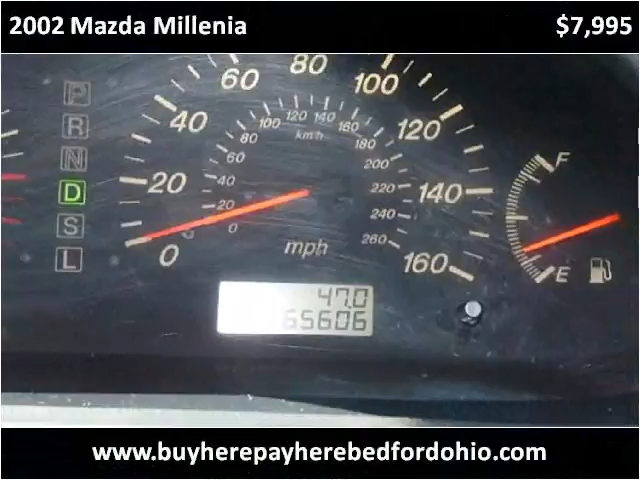 2002 Mazda Millenia $7,995
80
60 100
P
40 120
R
100 120 140 160
km/h
80 180
N
60 200
F
D
20 40 220 140
20 240
S
0 0 mph 260 160
L
E
47.0
65606
www.buyherepayherebedfordohio.com